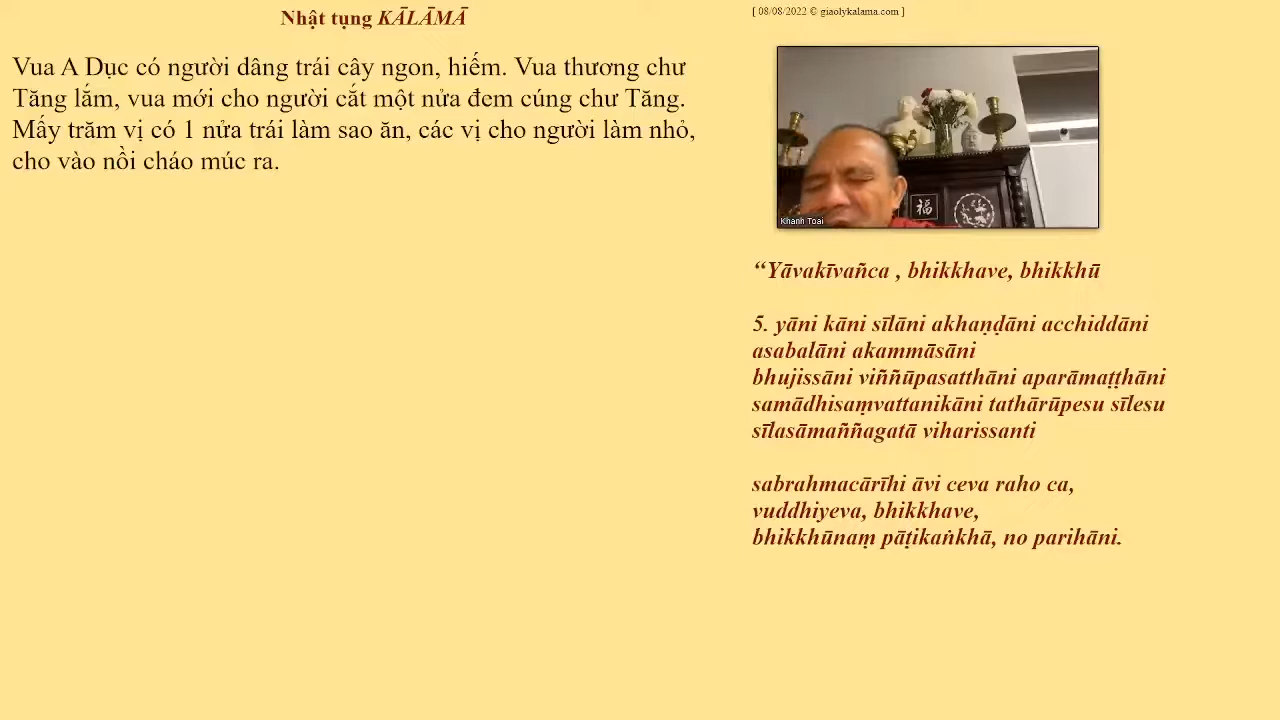 Nhật tụng KĀLĀMĀ
[ 08/08/2022 © giaolykalama.com ]
Vua A Dục có người dâng trái cây ngon, hiếm. Vua thương chư
Tăng lắm, vua mới cho người cắt một nửa đem cúng chư Tăng.
Mấy trăm vị có 1 nửa trái làm sao ăn, các vị cho người làm nhỏ,
cho vào nồi cháo múc ra.
福
Khanh Toai
“Yāvakīvañca , bhikkhave, bhikkhū
5. yāni kāni sīlāni akhaṇḍāni acchiddāni
asabalāni akammāsāni
bhujissāni viññūpasatthāni aparāmaṭṭhāni
samādhisaṃvattanikāni tathārūpesu sīlesu
sīlasāmaññagatā viharissanti
sabrahmacārīhi āvi ceva raho ca,
vuddhiyeva, bhikkhave,
bhikkhūnaṃ pāṭikaṅkhā, no parihāni.